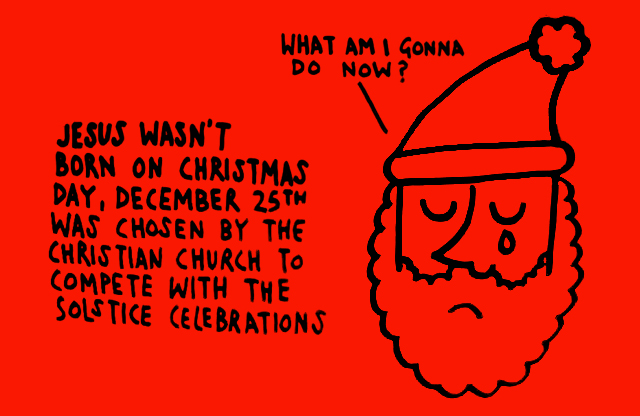 WHAT AM I GONNA
DO NOW?
JESUS WASN'T
BORN ON CHRISTMAS
DAY, DECEMBER 25TH
WAS CHOSEN BY THE
CHRISTIAN CHURCH TO
COMPETE WITH THE
SOLSTICE CELEBRATIONS